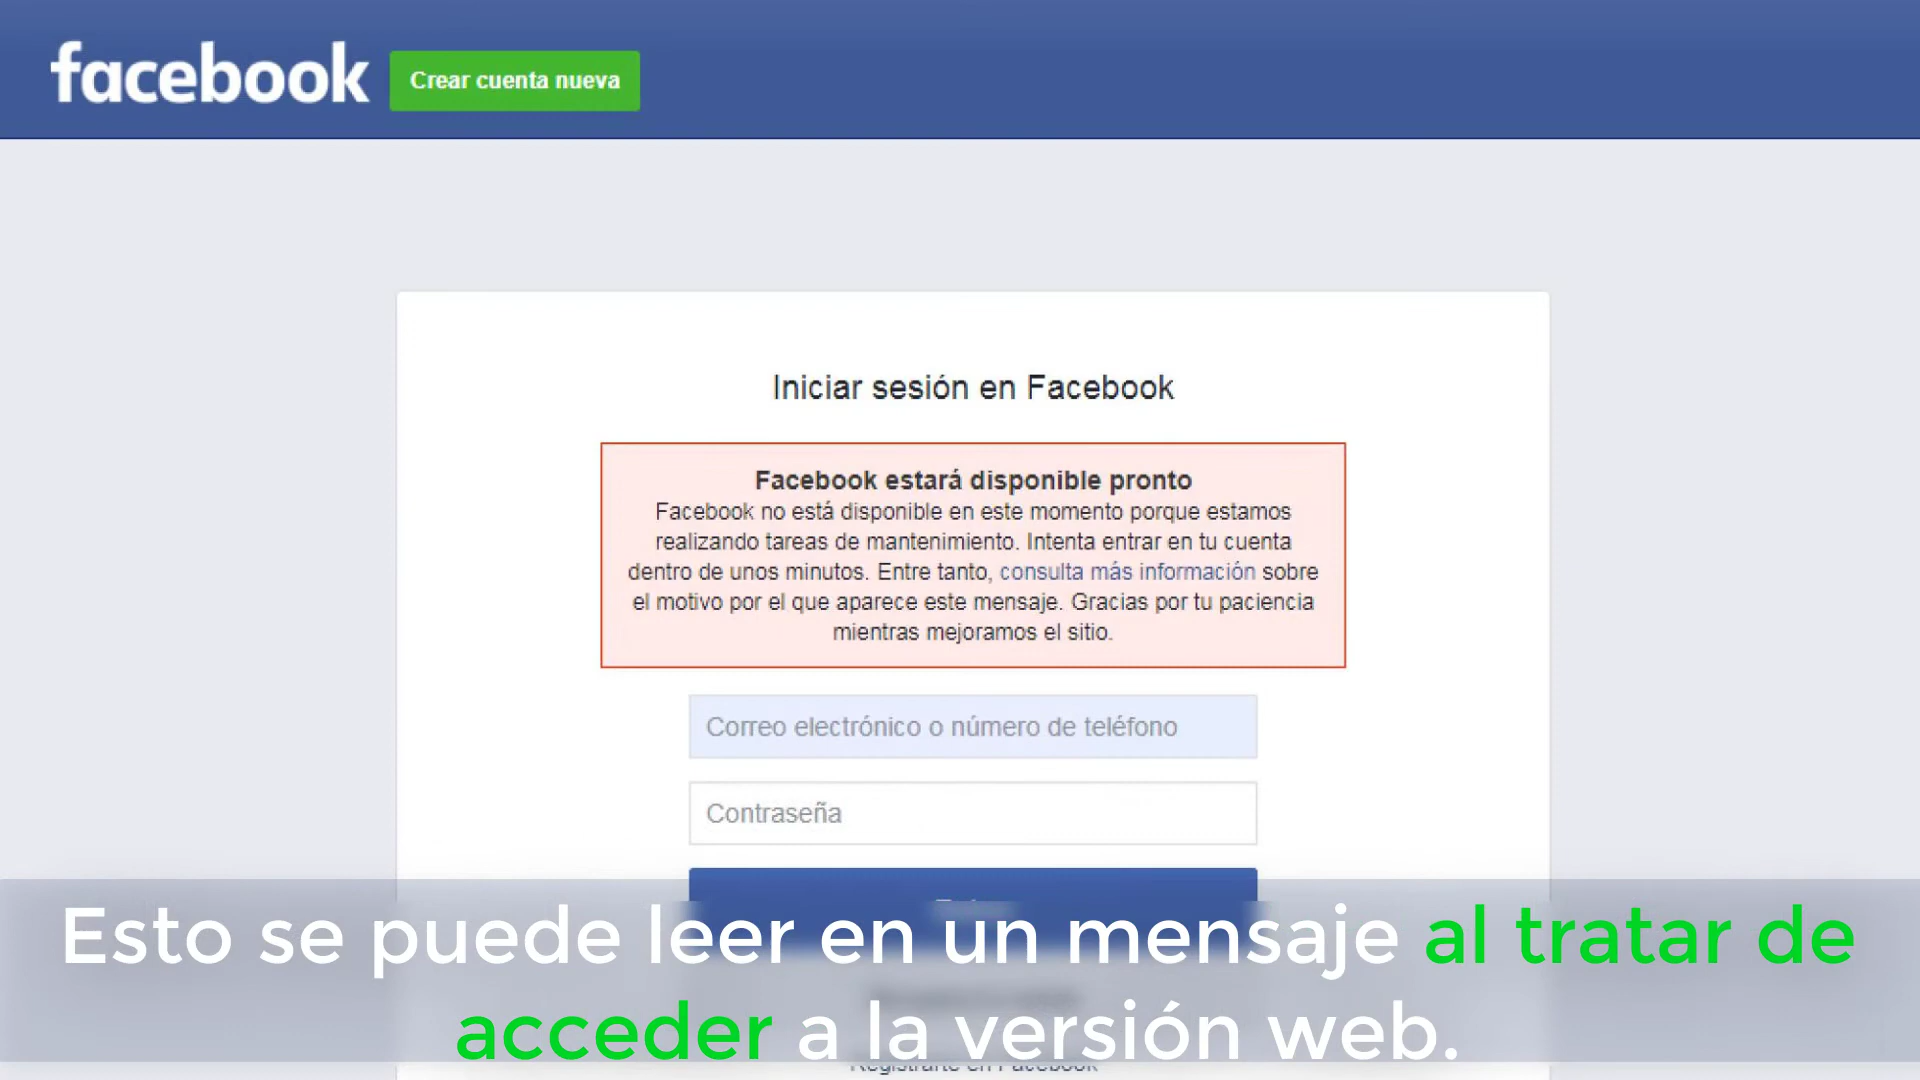 facebook
Crear cuenta nueva
Iniciar sesión en Facebook
Facebook estará disponible pronto
Facebook no está disponible en este momento porque estamos
realizando tareas de mantenimiento. Intenta entrar en tu cuenta
dentro de unos minutos. Entre tanto, consulta más información sobre
el motivo por el que aparece este mensaje. Gracias por tu paciencia
mientras mejoramos el sitio.
Correo electrónico o número de teléfono
Contraseña
Esto se puede leer en un mensaje al tratar de
acceder a la versión web.
Registrarte en Facebook